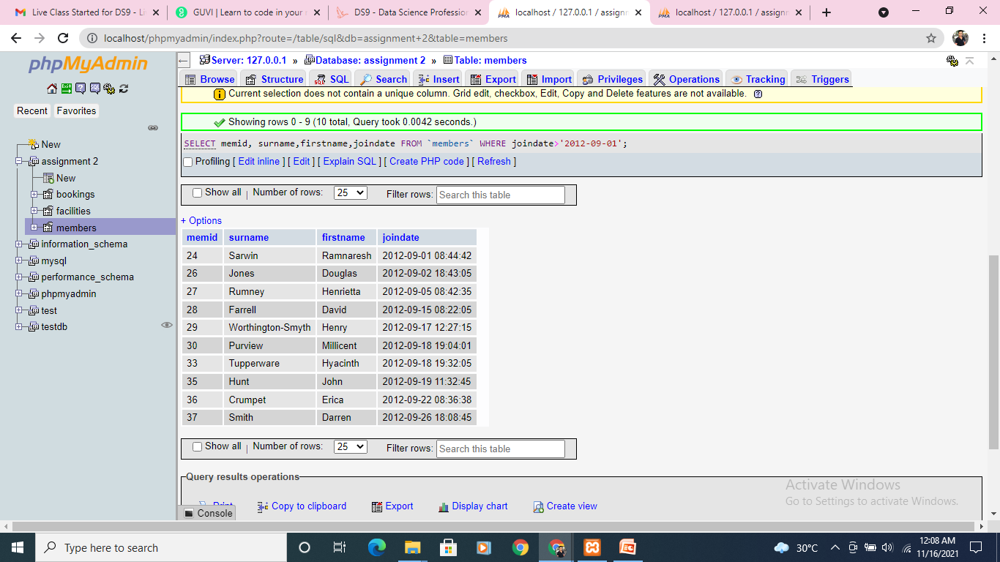 Live Class Started for DS9 - Li
GUVI | Learn to code in your
DS9 - Data Science Professio
localhost / 127.0.0.1 / assignm
localhost / 127.0.0.1 / assignm
localhost/phpmyadmin/index.php?route=/table/sql&db=assignment+2&table=members
phpMyAdmin
Recent Favorites
New
assignment 2
New
bookings
facilities
members
information_schema
mysql
performance_schema
phpmyadmin
test
testdb
Server: 127.0.0.1 » Database: assignment 2 » Table: members
Browse Structure SQL Search Insert Export Import Privileges Operations Tracking Triggers
Current selection does not contain a unique column. Grid edit, checkbox, Edit, Copy and Delete features are not available.
Showing rows 0 - 9 (10 total, Query took 0.0042 seconds.)
SELECT memid, surname,firstname,joindate FROM `members` WHERE joindate>'2012-09-01';
Profiling [ Edit inline ] [ Edit ] [ Explain SQL ] [ Create PHP code ] [ Refresh ]
Show all | Number of rows: 25 Filter rows: Search this table
+ Options
memid surname firstname joindate
24 Sarwin Ramnaresh 2012-09-01 08:44:42
26 Jones Douglas 2012-09-02 18:43:05
27 Rumney Henrietta 2012-09-05 08:42:35
28 Farrell David 2012-09-15 08:22:05
29 Worthington-Smyth Henry 2012-09-17 12:27:15
30 Purview Millicent 2012-09-18 19:04:01
33 Tupperware Hyacinth 2012-09-18 19:32:05
35 Hunt John 2012-09-19 11:32:45
36 Crumpet Erica 2012-09-22 08:36:38
37 Smith Darren 2012-09-26 18:08:45
Show all | Number of rows: 25 Filter rows: Search this table
Query results operations
Print Copy to clipboard Export Display chart Create view
Console
Activate Windows
Go to Settings to activate Windows.
Type here to search
30°C
12:08 AM
11/16/2021